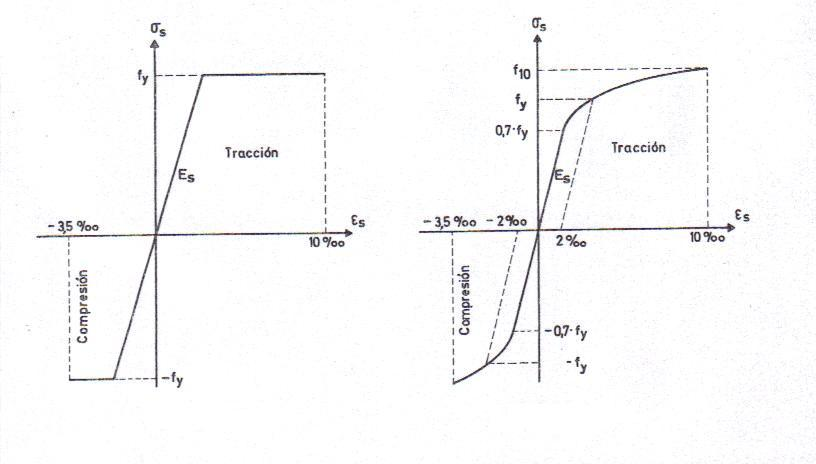 σs
fy
Tracción
Es
-3,5 ‰
εs
10 ‰
Compresión
-fy
σs
f10
fy
0,7·fy
Tracción
Es
-3,5 ‰
-2‰
εs
2 ‰
10 ‰
Compresión
-0,7·fy
-fy